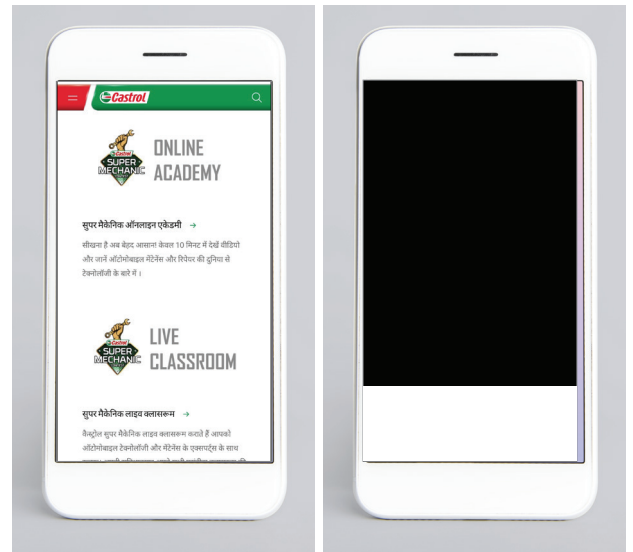 Castrol
Castrol
SUPER
MECHANIC
ONLINE
ACADEMY
सुपर मैकेनिक ऑनलाइन एकेडमी →
सीखना है अब बेहद आसान! केवल 10 मिनट में देखें वीडियो
और जानें ऑटोमोबाइल मेंटेनेंस और रिपेयर की दुनिया से
टेक्नोलॉजी के बारे में ।
Castrol
SUPER
MECHANIC
LIVE
CLASSROOM
सुपर मैकेनिक लाइव क्लासरूम →
कैस्ट्रोल सुपर मैकेनिक लाइव क्लासरूम कराते हैं आपको
ऑटोमोबाइल टेक्नोलॉजी और मेंटेनेंस के एक्सपर्ट्स के साथ